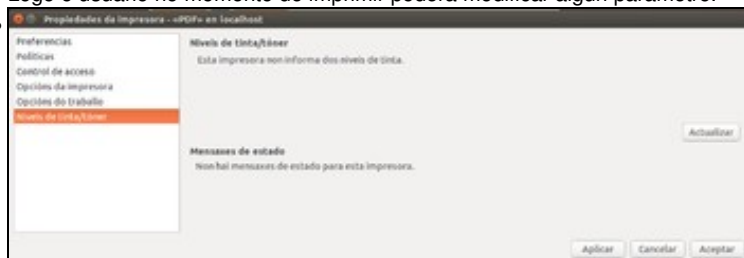 Logo o usuario no momento de imprimir poderá modificar algún parámetro.
Propiedades da impresora - «PDF» en localhost
Preferencias
Políticas
Control de acceso
Opcións da impresora
Opcións do traballo
Niveis de tinta/tóner
Niveis de tinta/tóner
Esta impresora non informa dos niveis de tinta.
Actualizar
Mensaxes de estado
Non hai mensaxes de estado para esta impresora.
Aplicar
Cancelar
Aceptar